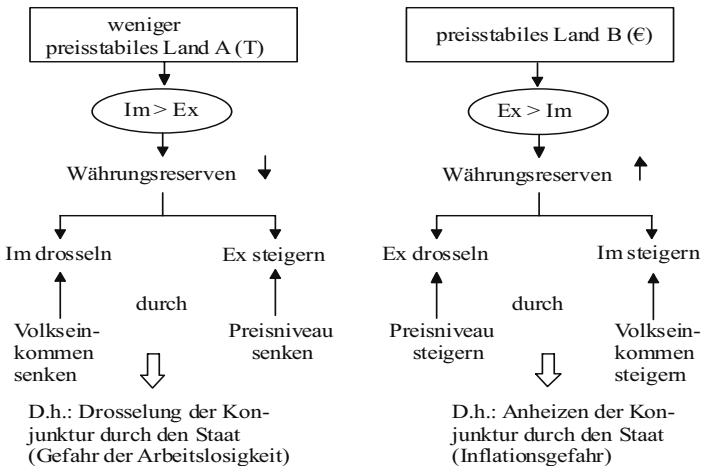 weniger
preisstabiles Land A (T)
Im > Ex
Währungsreserven
Im drosseln
Ex steigern
durch
Volksein-
kommen
senken
Preisniveau
senken
D.h.: Drosselung der Kon-
junktur durch den Staat
(Gefahr der Arbeitslosigkeit)
preisstabiles Land B (€)
Ex > Im
Währungsreserven
Ex drosseln
Im steigern
durch
Preisniveau
steigern
Volksein-
kommen
steigern
D.h.: Anheizen der Kon-
junktur durch den Staat
(Inflationsgefahr)